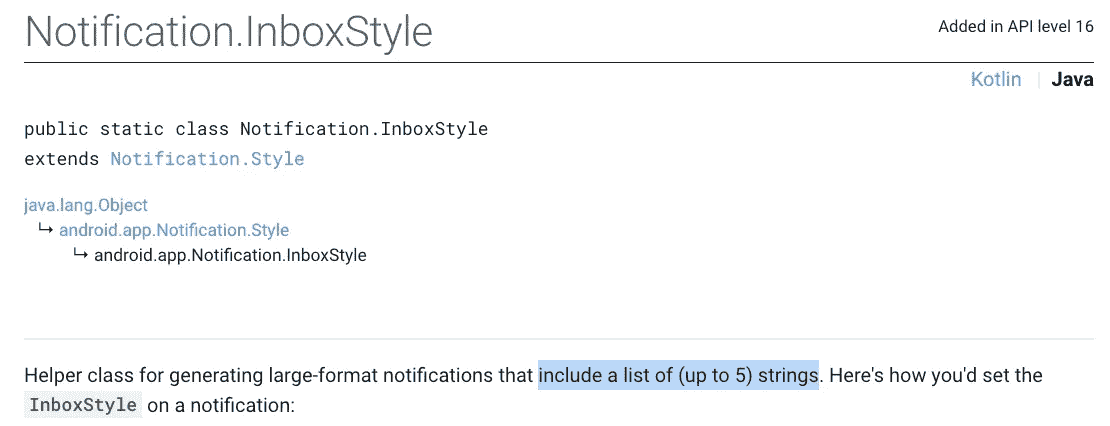 Notification.InboxStyle
Added in API level 16
Kotlin | Java
public static class Notification.InboxStyle
extends Notification.Style
java.lang.Object
↳ android.app.Notification.Style
↳ android.app.Notification.InboxStyle
Helper class for generating large-format notifications that include a list of (up to 5) strings. Here's how you'd set the
InboxStyle on a notification: